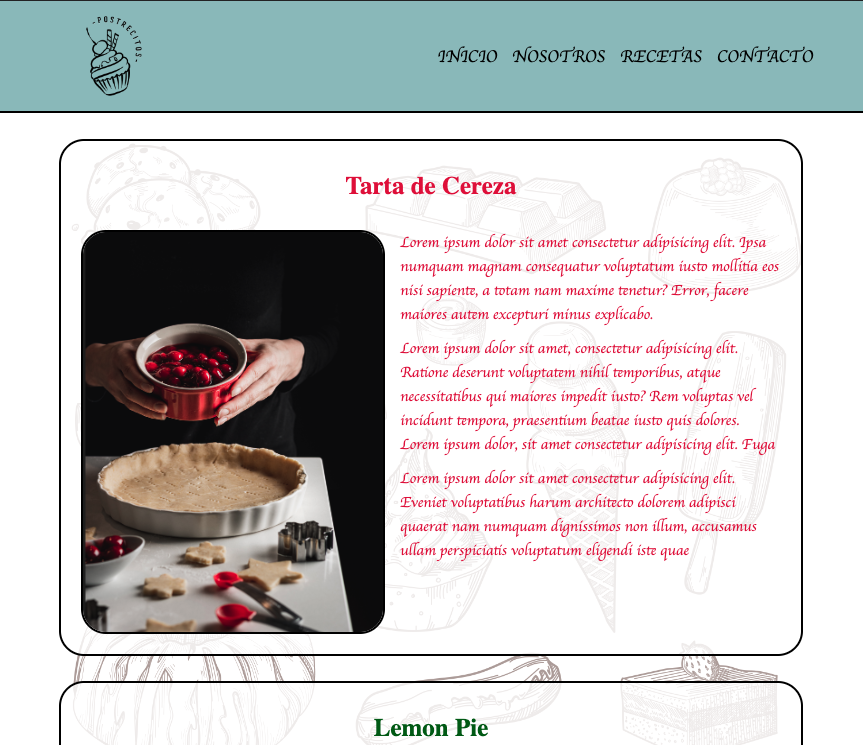 -POSTRECITOS-
INICIO NOSOTROS RECETAS CONTACTO
Tarta de Cereza
Lorem ipsum dolor sit amet consectetur adipisicing elit. Ipsa
numquam magnam consequatur voluptatum iusto mollitia eos
nisi sapiente, a totam nam maxime tenetur? Error, facere
maiores autem excepturi minus explicabo.
Lorem ipsum dolor sit amet, consectetur adipisicing elit.
Ratione deserunt voluptatem nihil temporibus, atque
necessitatibus qui maiores impedit iusto? Rem voluptas vel
incidunt tempora, praesentium beatae iusto quis dolores.
Lorem ipsum dolor, sit amet consectetur adipisicing elit. Fuga
Lorem ipsum dolor sit amet consectetur adipisicing elit.
Eveniet voluptatibus harum architecto dolorem adipisci
quaerat nam numquam dignissimos non illum, accusamus
ullam perspiciatis voluptatum eligendi iste quae
Lemon Pie